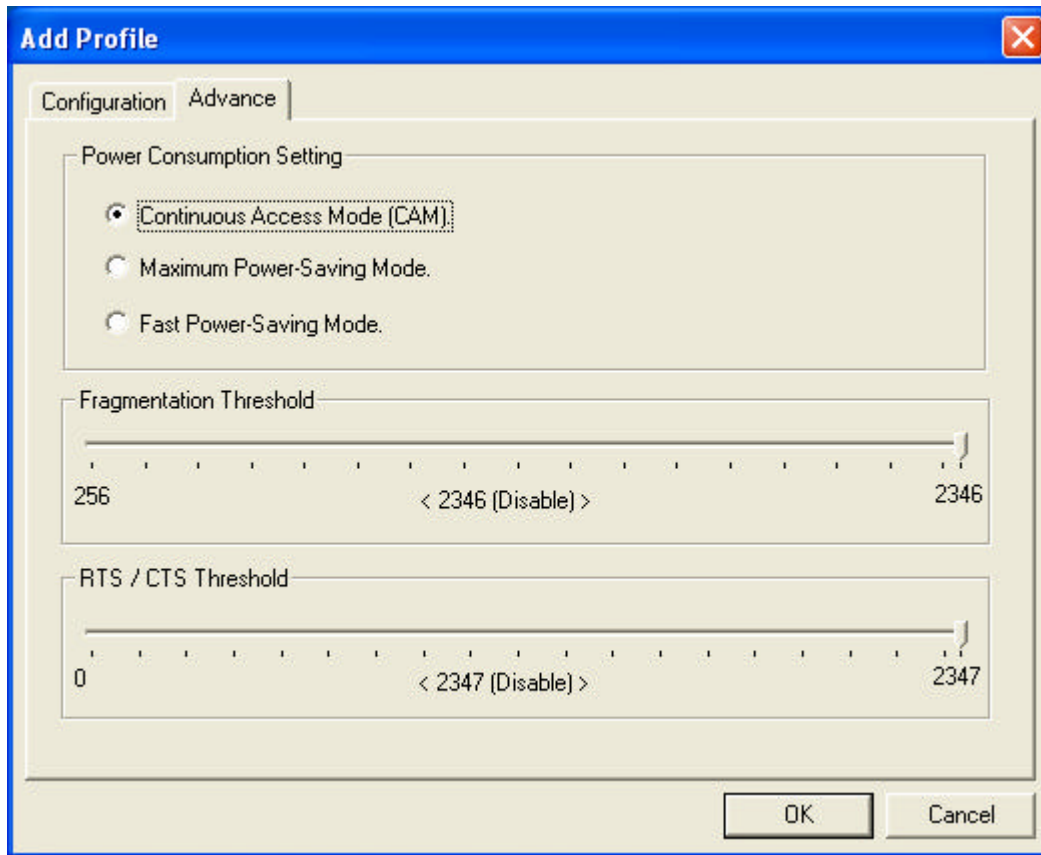 Add Profile
Configuration
Advance
Power Consumption Setting
Continuous Access Mode (CAM).
Maximum Power-Saving Mode.
Fast Power-Saving Mode.
Fragmentation Threshold
256
< 2346 (Disable) >
2346
RTS / CTS Threshold
0
< 2347 (Disable) >
2347
OK
Cancel